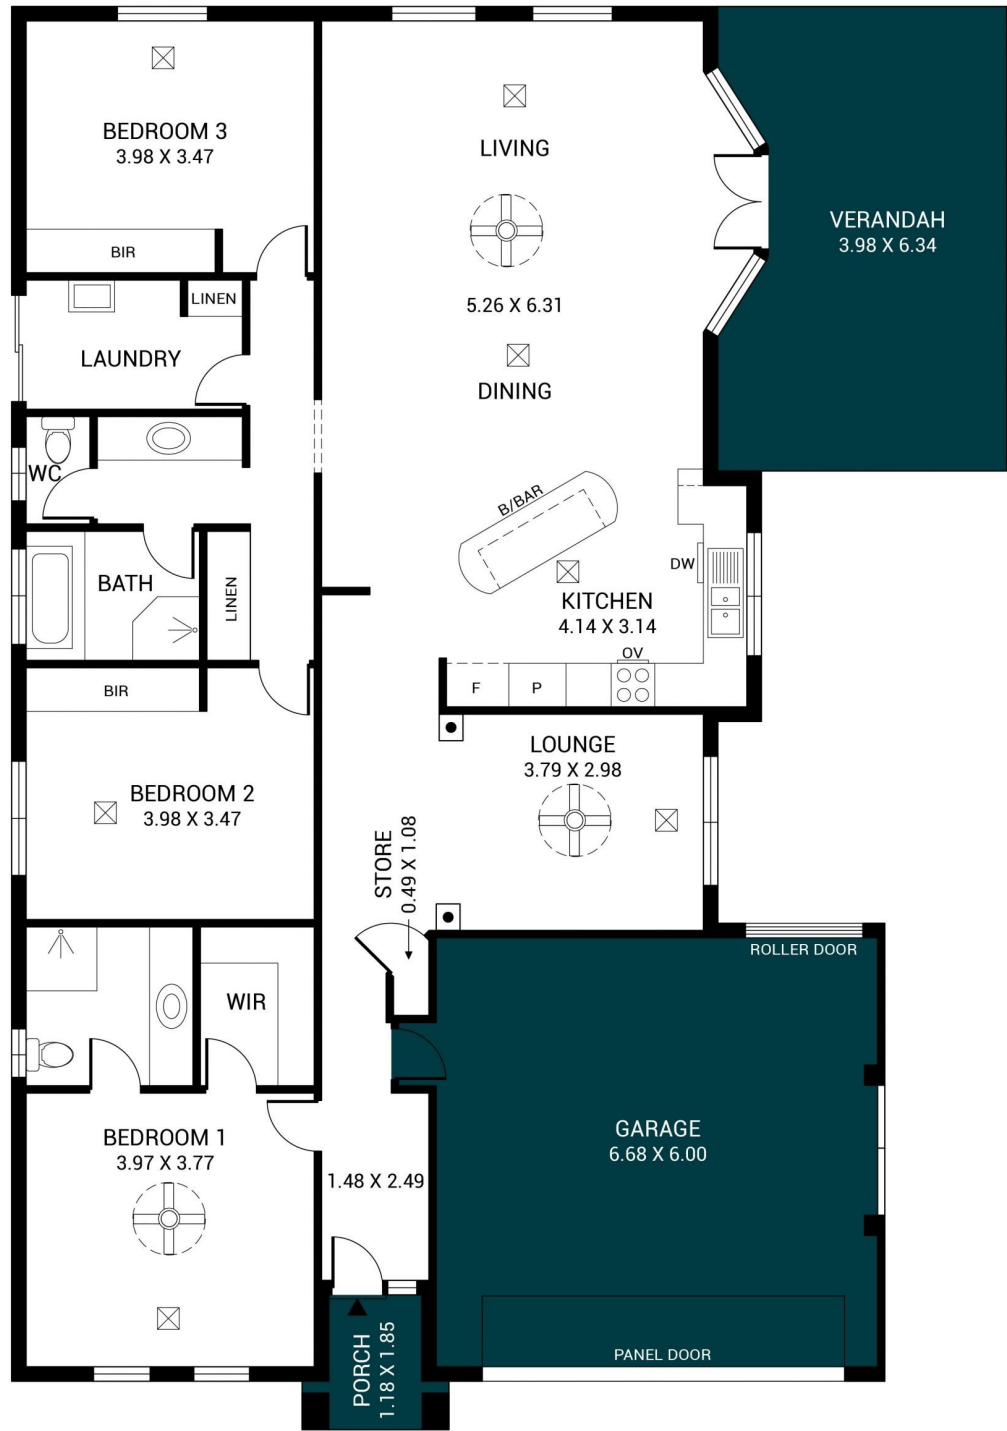 BEDROOM 3
3.98 X 3.47
BIR
LIVING
5.26 X 6.31
DINING
VERANDAH
3.98 X 6.34
LINEN
LAUNDRY
WC
B/BAR
BATH
LINEN
DW
KITCHEN
4.14 X 3.14
OV
F
P
BIR
BEDROOM 2
3.98 X 3.47
LOUNGE
3.79 X 2.98
STORE
0.49 X 1.08
ROLLER DOOR
WIR
BEDROOM 1
3.97 X 3.77
1.48 X 2.49
GARAGE
6.68 X 6.00
PORCH
1.18 X 1.85
PANEL DOOR